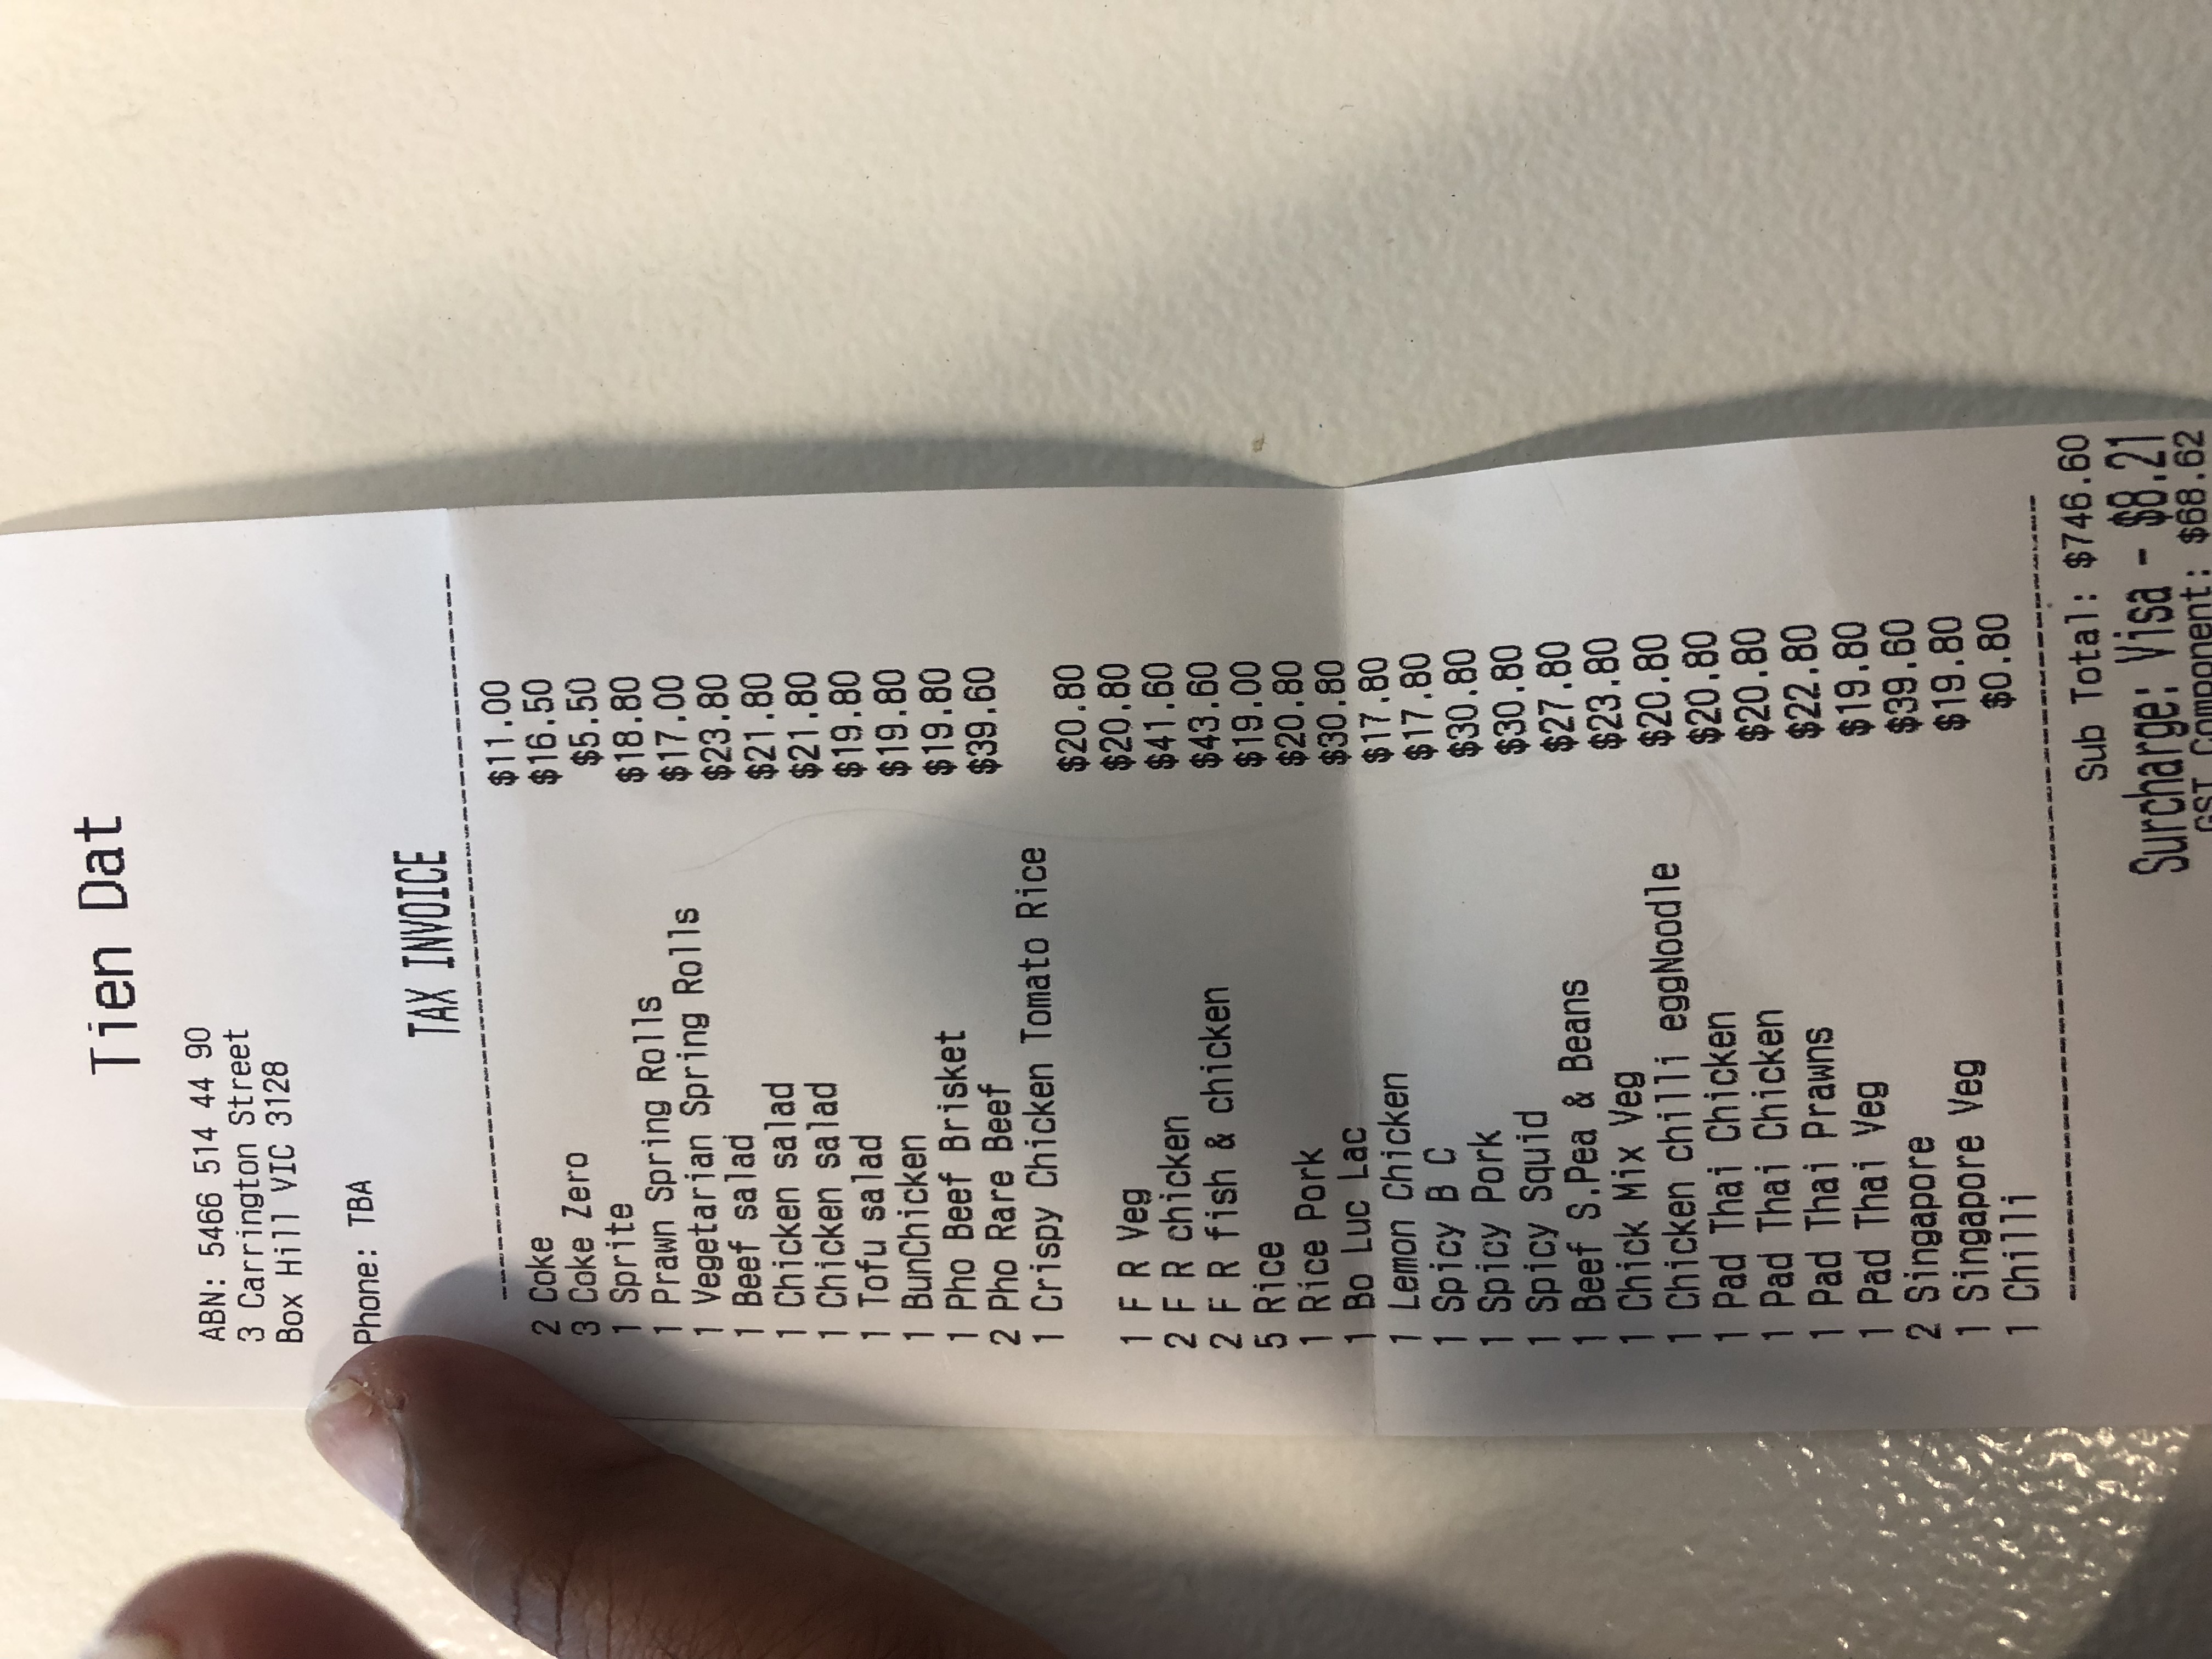 Tien Dat
ABN: 5466 514 44 90
3 Carrington Street
Box Hill VIC 3128
Phone: TBA
TAX INVOICE
2 Coke $11.00
3 Coke Zero $16.50
1 Sprite $5.50
1 Prawn Spring Rolls $18.80
1 Vegetarian Spring Rolls $17.00
1 Beef salad $23.80
1 Chicken salad $21.80
1 Chicken salad $21.80
1 Tofu salad $19.80
1 BunChicken $19.80
1 Pho Beef Brisket $19.80
2 Pho Rare Beef $39.60
1 Crispy Chicken Tomato Rice
$20.80
1 F R Veg $20.80
2 F R chicken $41.60
2 F R fish & chicken $43.60
5 Rice $19.00
1 Rice Pork $20.80
1 Bo Luc Lac $30.80
1 Lemon Chicken $17.80
1 Spicy B C $17.80
1 Spicy Pork $30.80
1 Spicy Squid $30.80
1 Beef S.Pea & Beans $27.80
1 Chick Mix Veg $23.80
1 Chicken chilli eggNoodle $20.80
1 Pad Thai Chicken $20.80
1 Pad Thai Chicken $20.80
1 Pad Thai Prawns $22.80
1 Pad Thai Veg $19.80
2 Singapore $39.60
1 Singapore Veg $19.80
1 Chilli $0.80
Sub Total: $746.60
Surcharge: Visa - $8.21
GST Component: $68.62